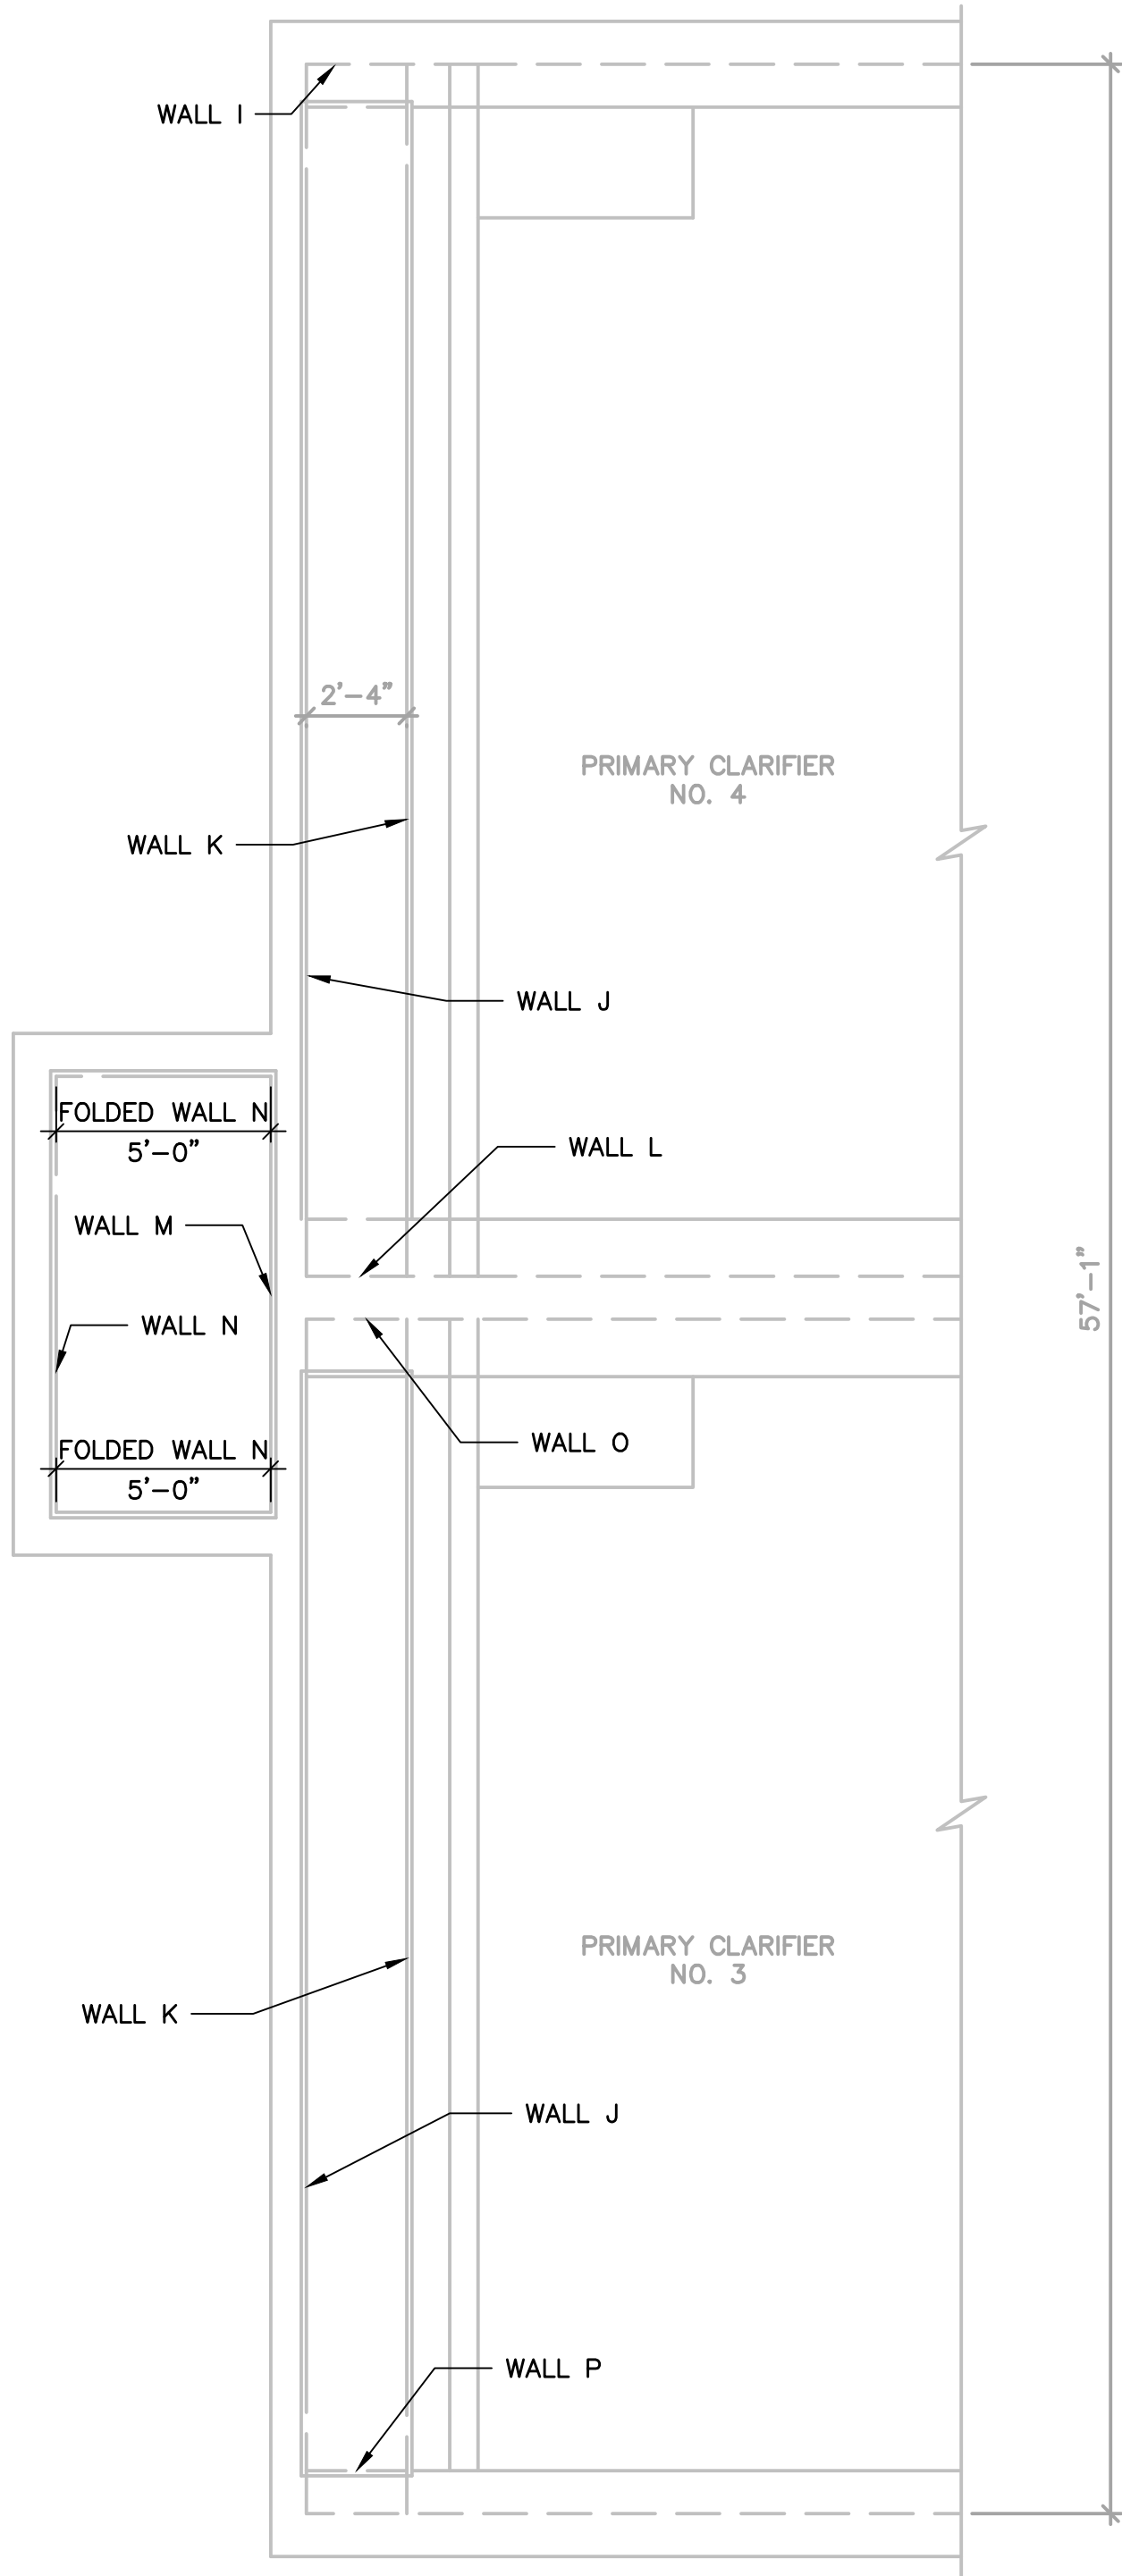 WALL I
2'-4"
PRIMARY CLARIFIER
NO. 4
WALL K
WALL J
FOLDED WALL N
5'-0"
WALL L
WALL M
WALL N
57'-1"
WALL O
FOLDED WALL N
5'-0"
PRIMARY CLARIFIER
NO. 3
WALL K
WALL J
WALL P